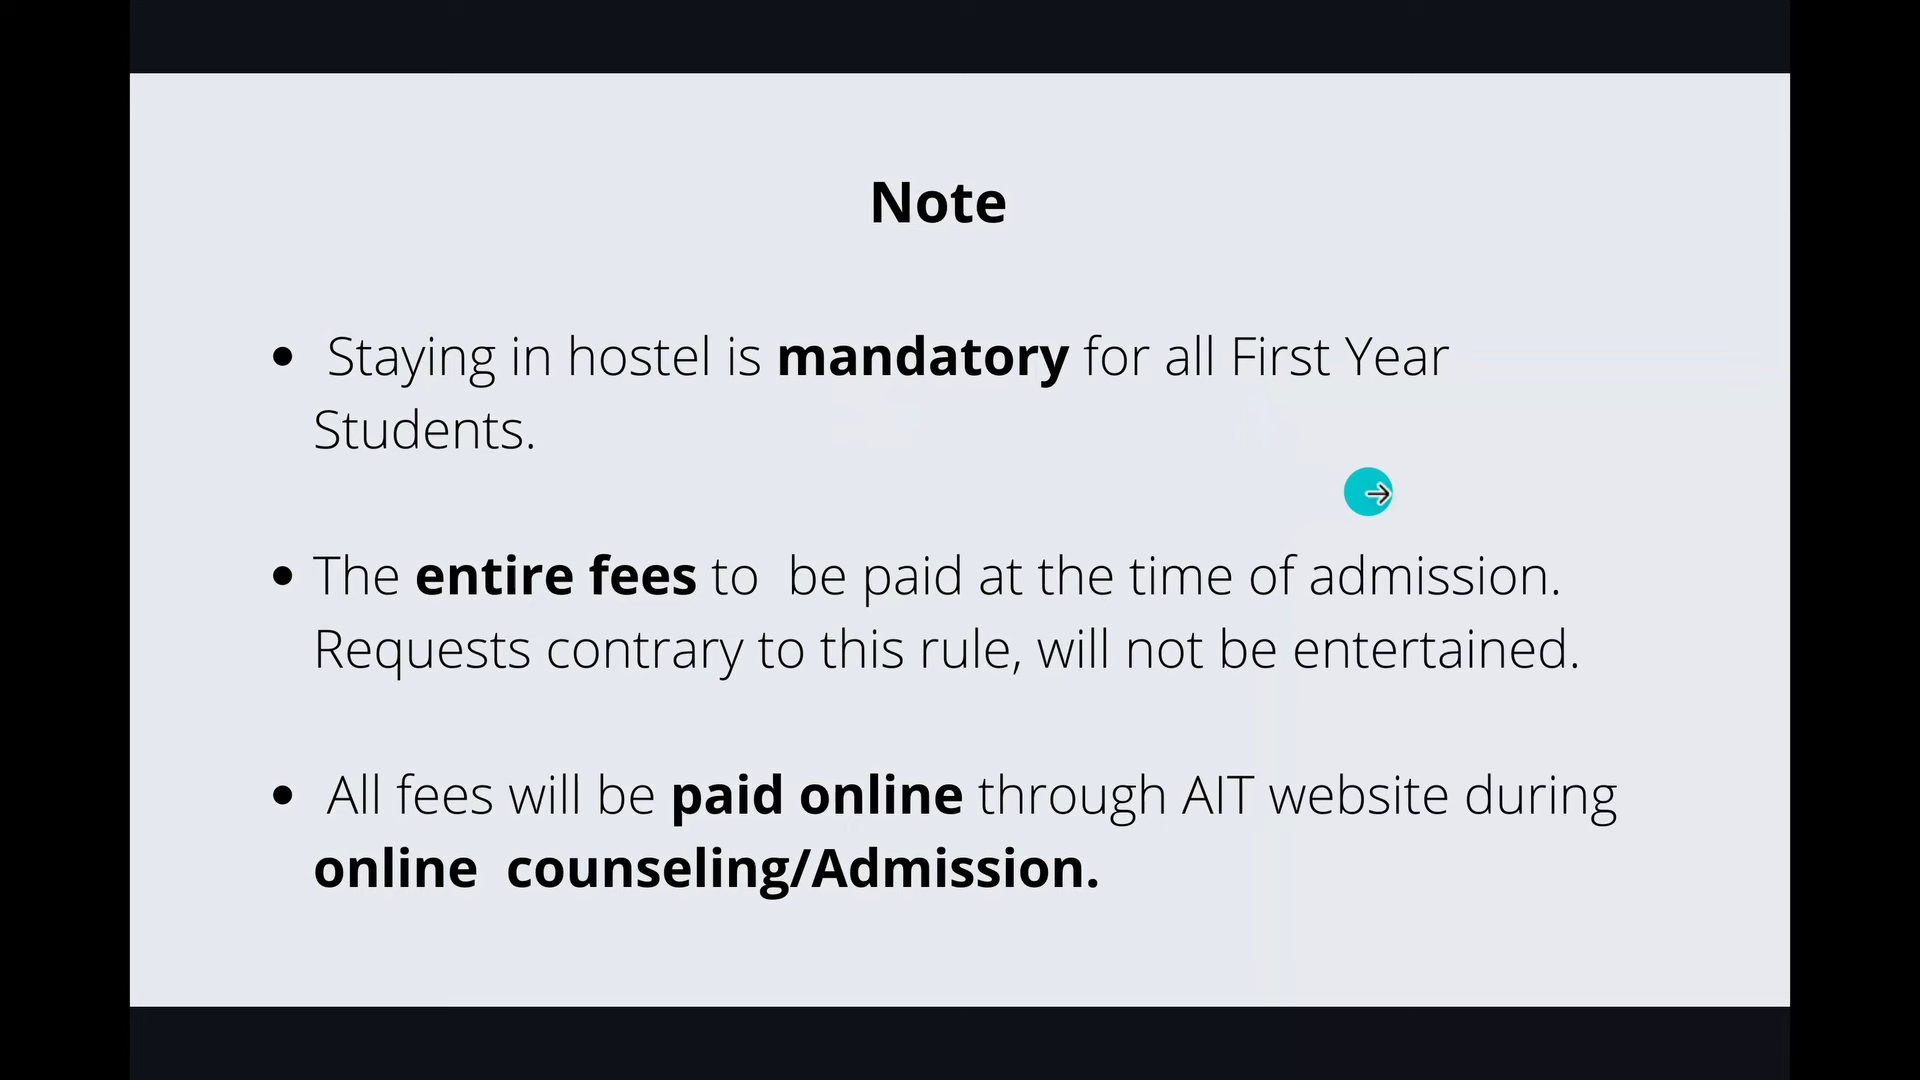 Note
• Staying in hostel is mandatory for all First Year
Students.
• The entire fees to  be paid at the time of admission.
Requests contrary to this rule, will not be entertained.
• All fees will be paid online through AIT website during
online  counseling/Admission.